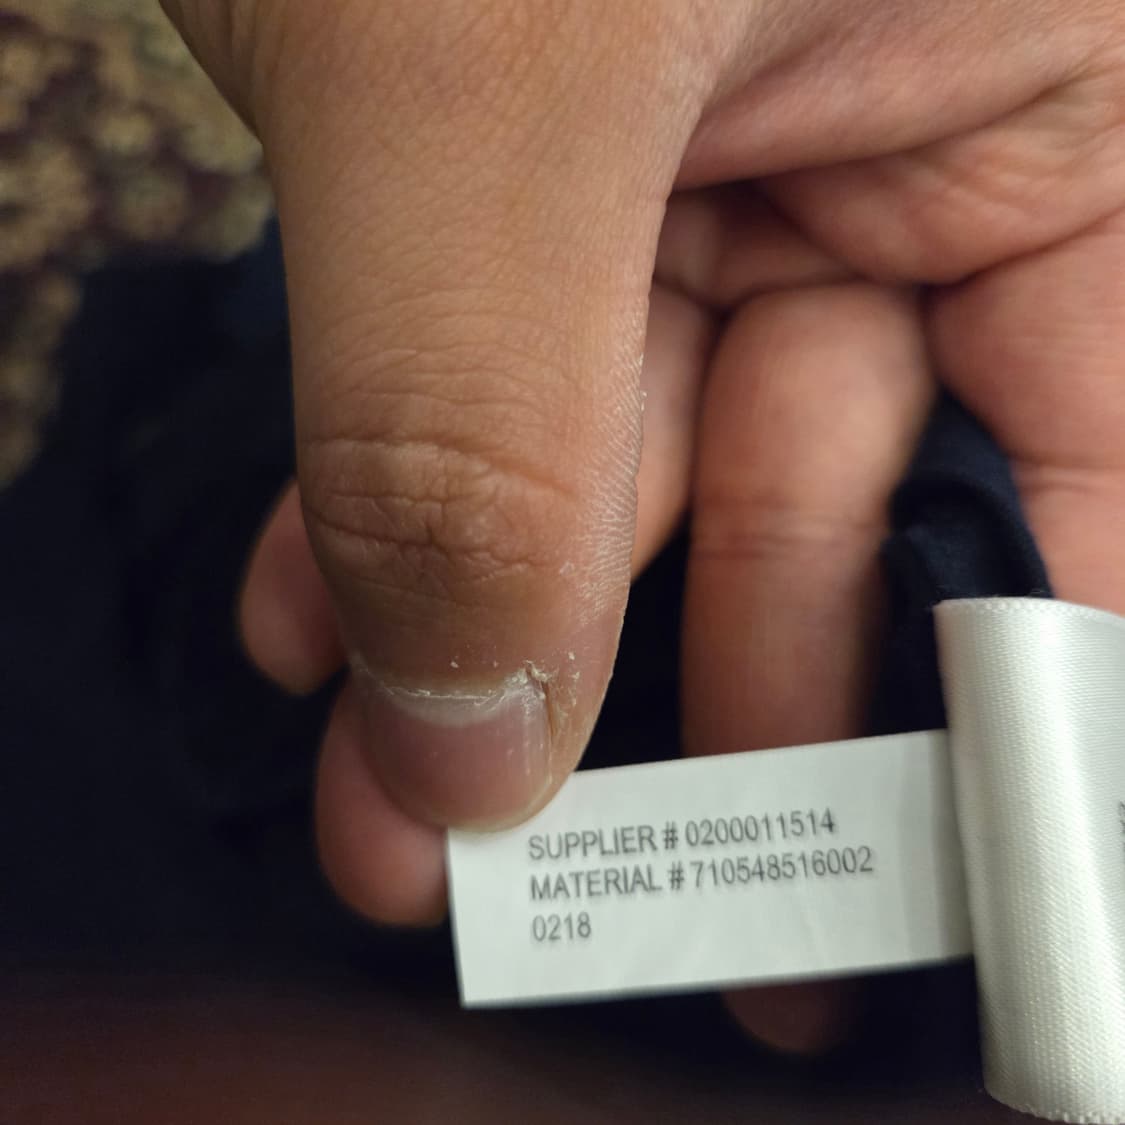 SUPPLIER # 0200011514
MATERIAL # 710548516002
0218